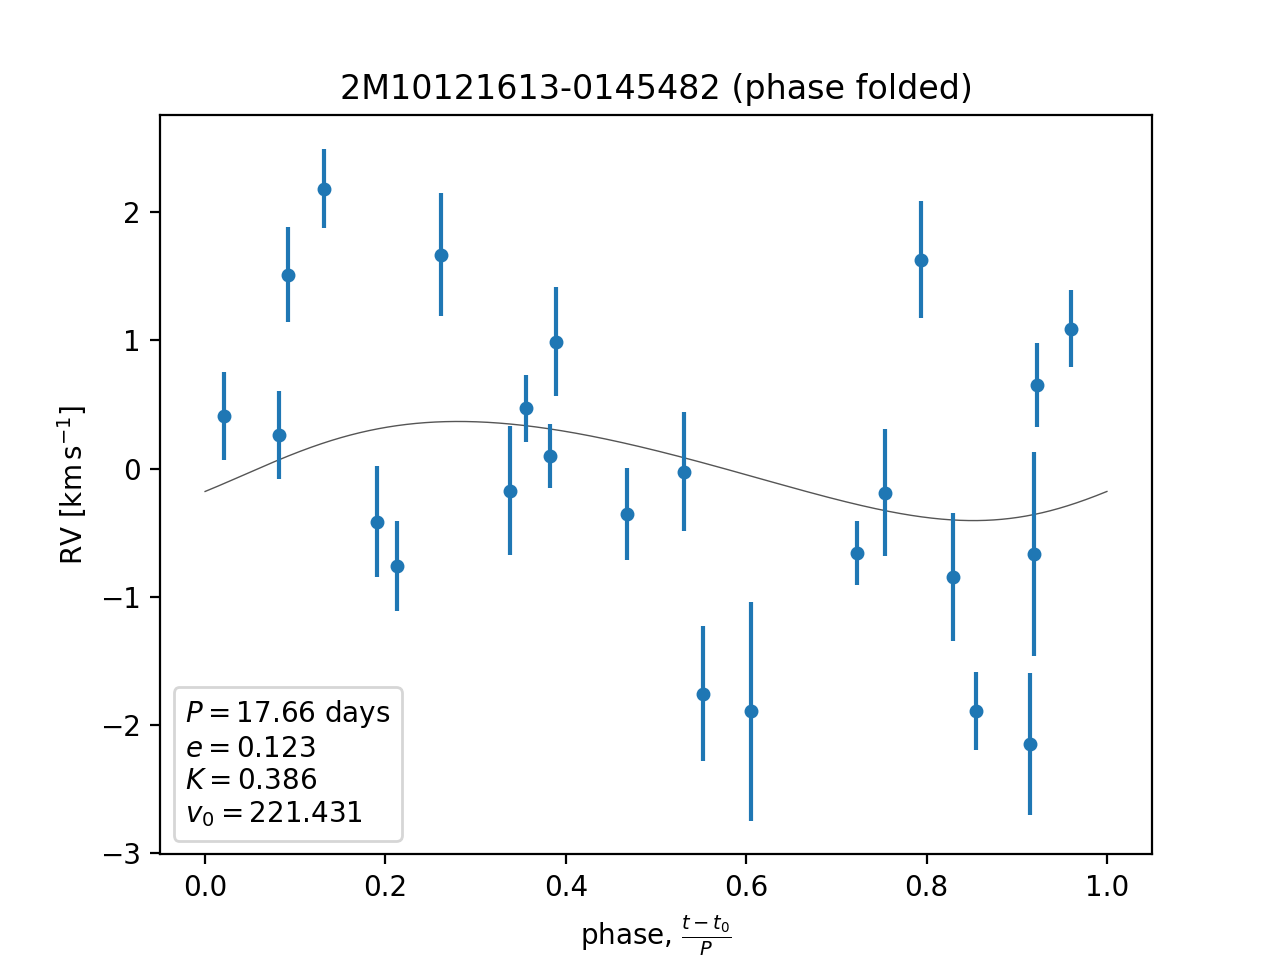 2M10121613-0145482 (phase folded)
RV [km s⁻¹]
2
1
0
−1
−2
−3
P = 17.66 days
e = 0.123
K = 0.386
v₀ = 221.431
0.0 0.2 0.4 0.6 0.8 1.0
phase, (t − t₀)/P